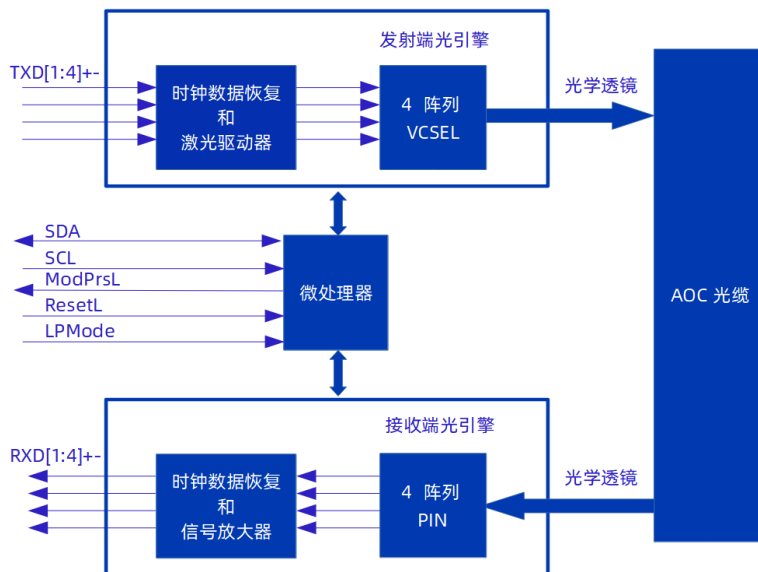 发射端光引擎
TXD[1:4]+-
时钟数据恢复
和
激光驱动器
4 阵列
VCSEL
光学透镜
SDA
SCL
ModPrsL
ResetL
LPMode
微处理器
AOC 光缆
接收端光引擎
RXD[1:4]+-
时钟数据恢复
和
信号放大器
4 阵列
PIN
光学透镜